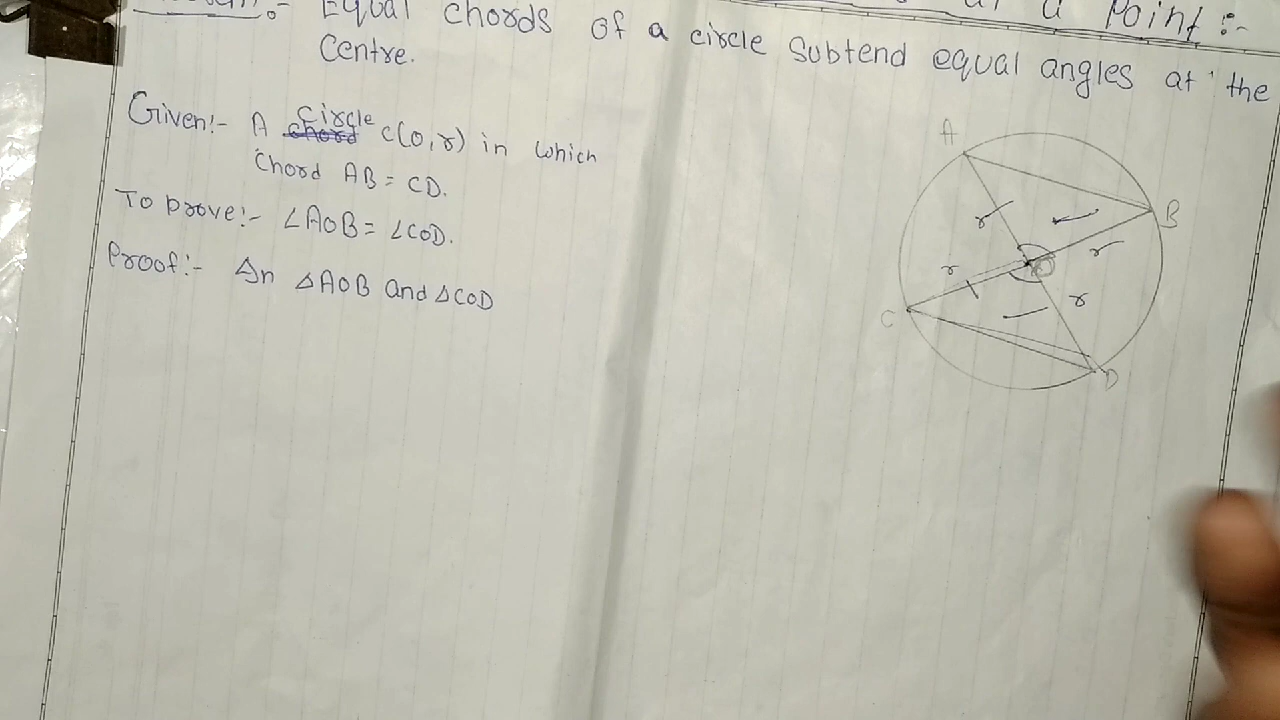 a Point :-
Equal chords of a circle subtend equal angles at the
Centre.
Given:- A circle C(O,r) in which
Chord AB = CD.
To prove:- ∠AOB = ∠COD.
Proof:- In △AOB and △COD
A
B
r
r
r
r
O
C
D